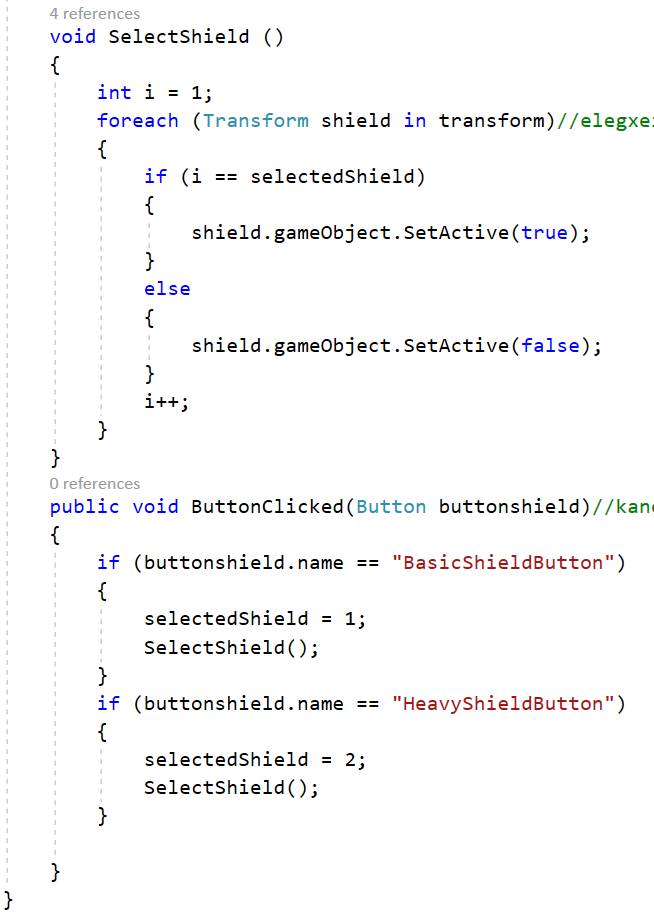 4 references
void SelectShield ()
{
int i = 1;
foreach (Transform shield in transform)//elegxei
{
if (i == selectedShield)
{
shield.gameObject.SetActive(true);
}
else
{
shield.gameObject.SetActive(false);
}
i++;
}
}
0 references
public void ButtonClicked(Button buttonshield)//kane
{
if (buttonshield.name == "BasicShieldButton")
{
selectedShield = 1;
SelectShield();
}
if (buttonshield.name == "HeavyShieldButton")
{
selectedShield = 2;
SelectShield();
}
}
}